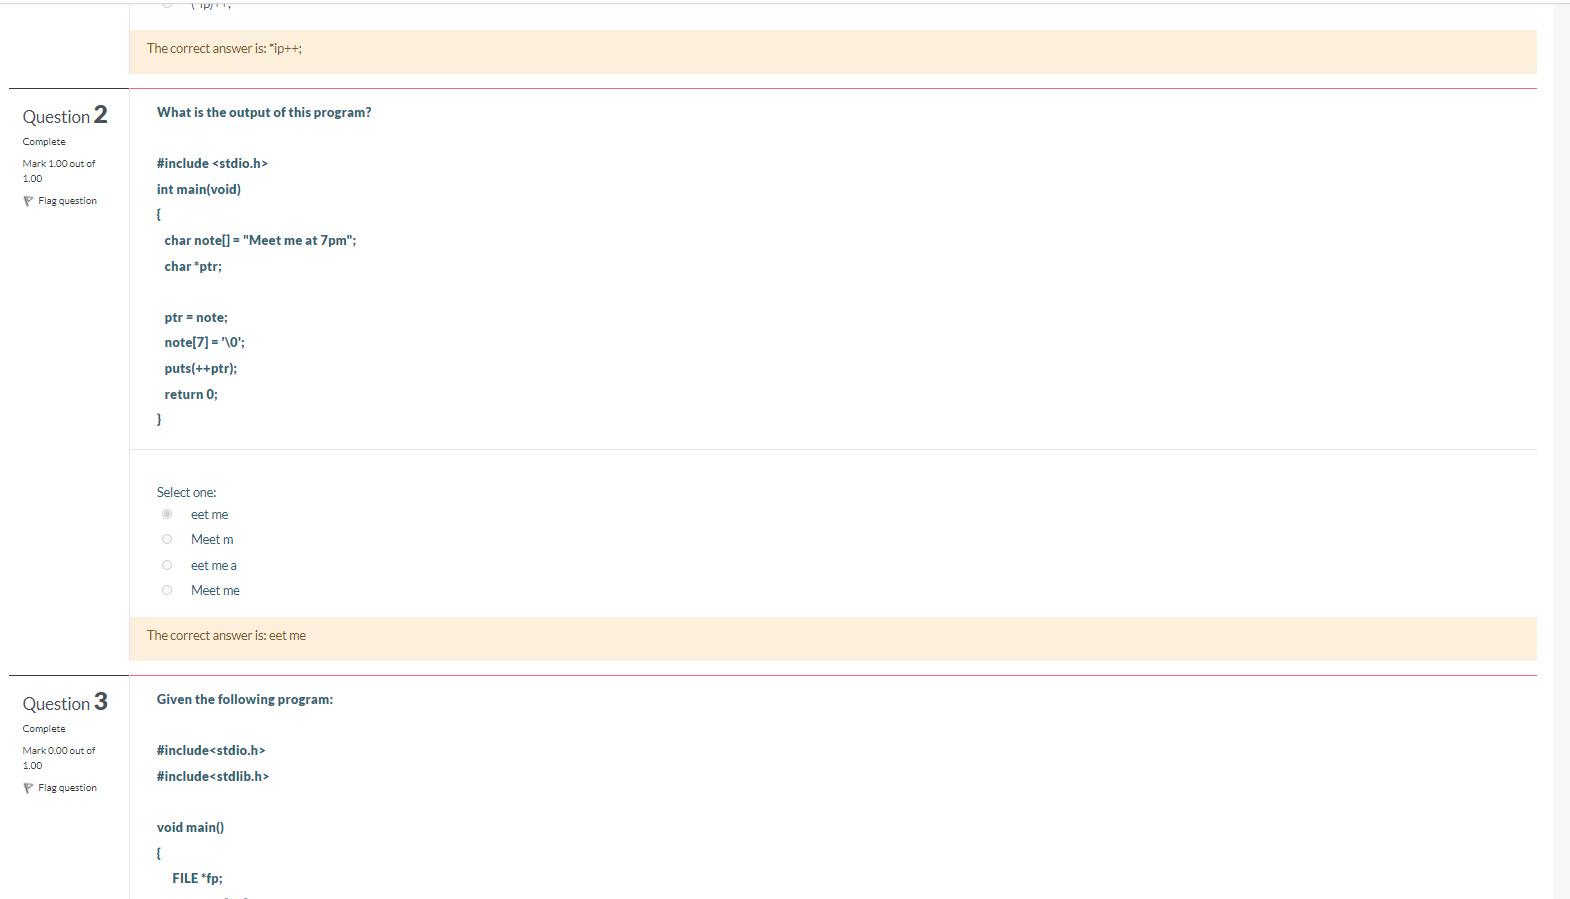 The correct answer is: *ip++;
Question 2
Complete
Mark 1.00 out of
1.00
Flag question
What is the output of this program?
#include <stdio.h>
int main(void)
{
char note[] = "Meet me at 7pm";
char *ptr;
ptr = note;
note[7] = '\0';
puts(++ptr);
return 0;
}
Select one:
eet me
Meet m
eet me a
Meet me
The correct answer is: eet me
Question 3
Complete
Mark 0.00 out of
1.00
Flag question
Given the following program:
#include<stdio.h>
#include<stdlib.h>
void main()
{
FILE *fp;